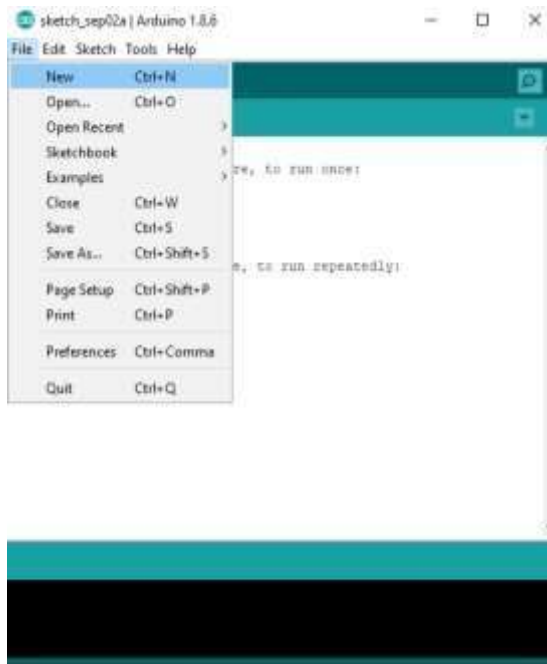 sketch_sep02a | Arduino 1.8.6
File Edit Sketch Tools Help
New Ctrl+N
Open... Ctrl+O
Open Recent
Sketchbook
Examples
Close Ctrl+W
Save Ctrl+S
Save As... Ctrl+Shift+S
Page Setup Ctrl+Shift+P
Print Ctrl+P
Preferences Ctrl+Comma
Quit Ctrl+Q
re, to run once:
e, to run repeatedly: